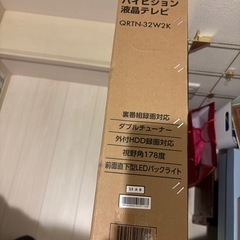 ハイビジョン
液晶テレビ
QRTN-32W2K
裏番組録画対応
ダブルチューナー
外付HDD録画対応
視野角178度
前面直下型LEDバックライト